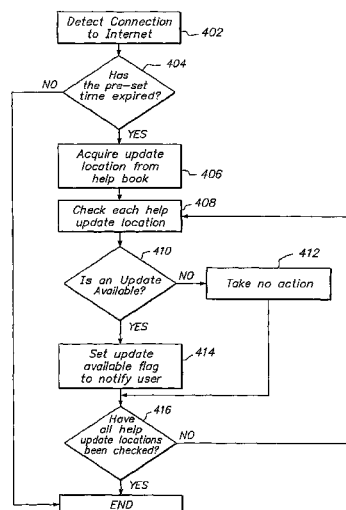 Detect Connection
to Internet
402
404
Has
the pre-set
time expired?
NO
YES
Acquire update
location from
help book
406
408
Check each help
update location
410
412
Is an Update
Available?
NO
Take no action
YES
Set update
available flag
to notify user
414
416
Have
all help
update locations
been checked?
NO
YES
END